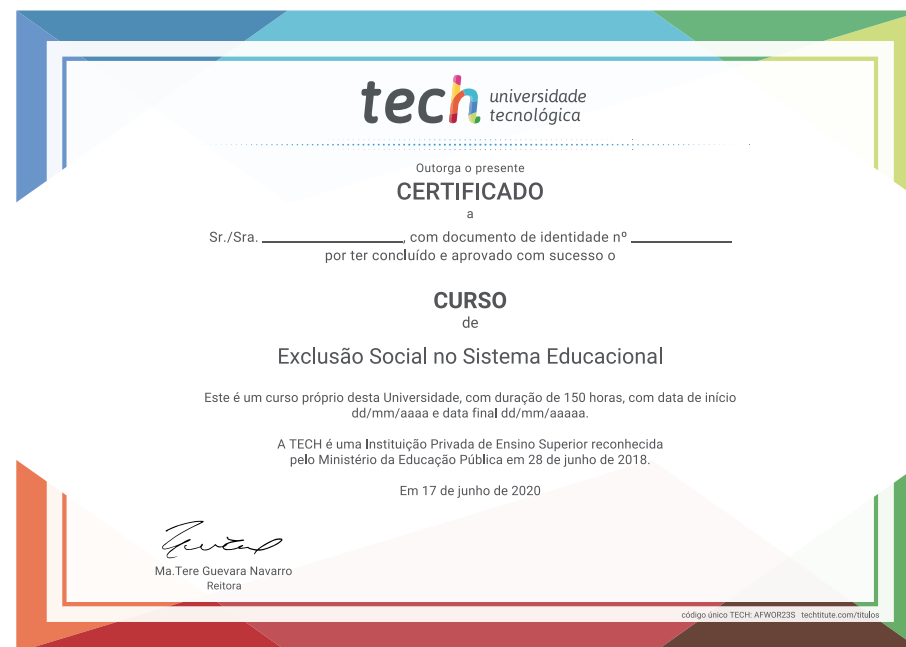 tech universidade
tecnológica
Outorga o presente
CERTIFICADO
a
Sr./Sra. ____________, com documento de identidade nº ____________
por ter concluído e aprovado com sucesso o
CURSO
de
Exclusão Social no Sistema Educacional
Este é um curso próprio desta Universidade, com duração de 150 horas, com data de início
dd/mm/aaaa e data final dd/mm/aaaaa.
A TECH é uma Instituição Privada de Ensino Superior reconhecida
pelo Ministério da Educação Pública em 28 de junho de 2018.
Em 17 de junho de 2020
Ma.Tere Guevara Navarro
Reitora
código único TECH: AFWOR23S techtitute.com/titulos